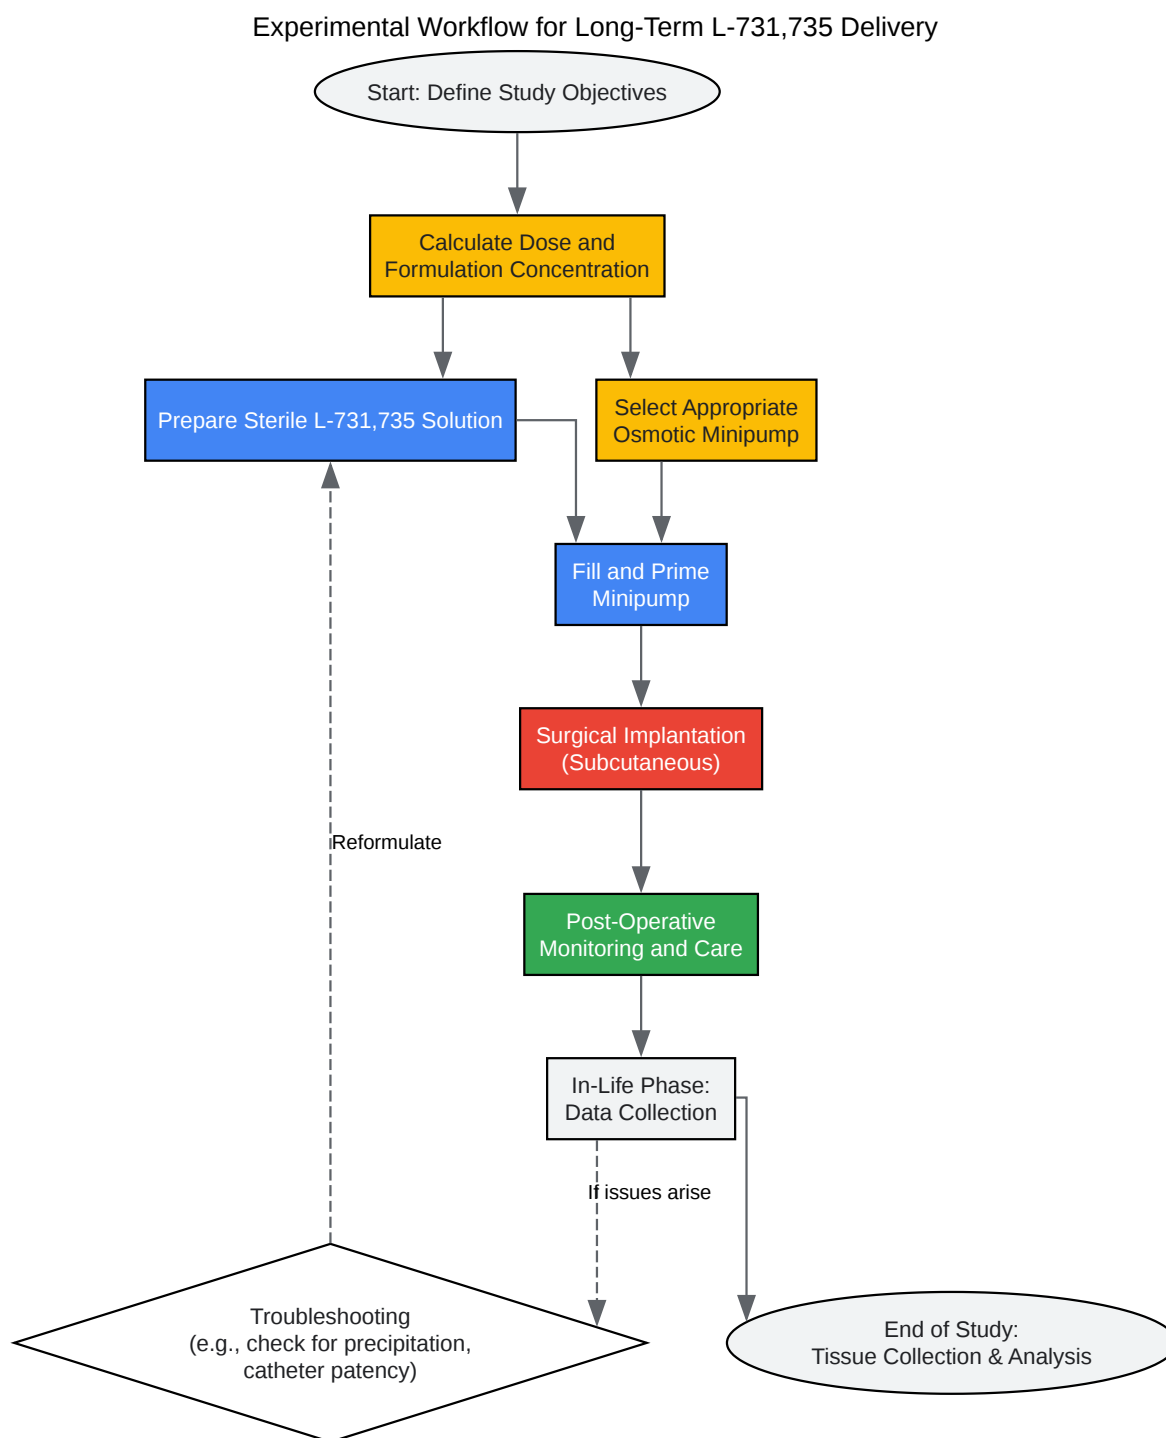 Experimental Workflow for Long-Term L-731,735 Delivery
Start: Define Study Objectives
Calculate Dose and
Formulation Concentration
Prepare Sterile L-731,735 Solution
Select Appropriate
Osmotic Minipump
Fill and Prime
Minipump
Surgical Implantation
(Subcutaneous)
Reformulate
Post-Operative
Monitoring and Care
In-Life Phase:
Data Collection
If issues arise
Troubleshooting
(e.g., check for precipitation,
catheter patency)
End of Study:
Tissue Collection & Analysis